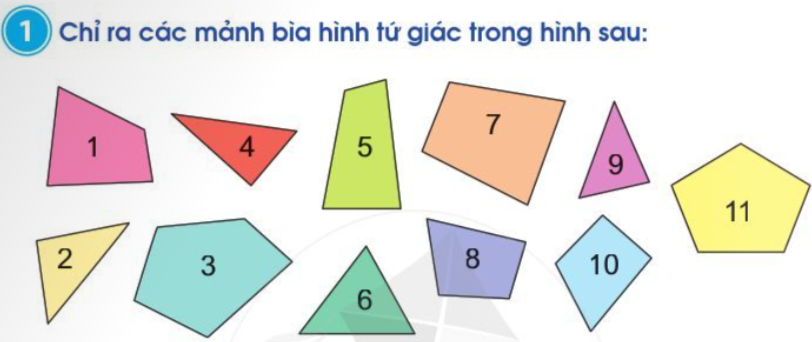 1 Chỉ ra các mảnh bìa hình tứ giác trong hình sau:
1 4 5 7 9 11
2 3 6 8 10